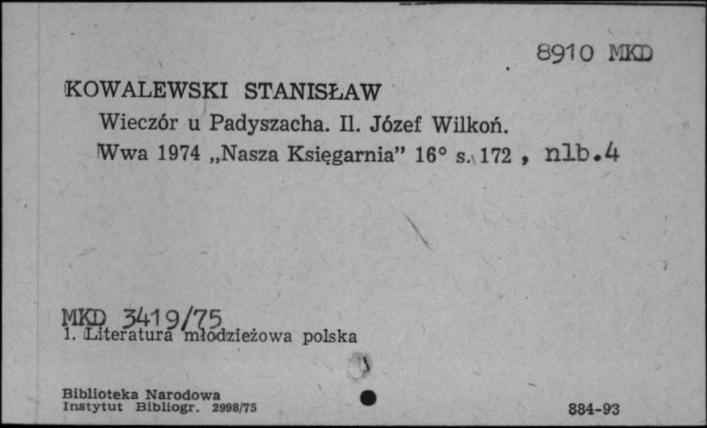 8910 MKD
KOWALEWSKI STANISŁAW
Wieczór u Padyszacha. Il. Józef Wilkoń.
Wwa 1974 „Nasza Księgarnia” 16° s. 172 , nlb.4
MKD 3419/75
1. Literatura młodzieżowa polska
Biblioteka Narodowa
Instytut Bibliogr. 2998/75
884-93